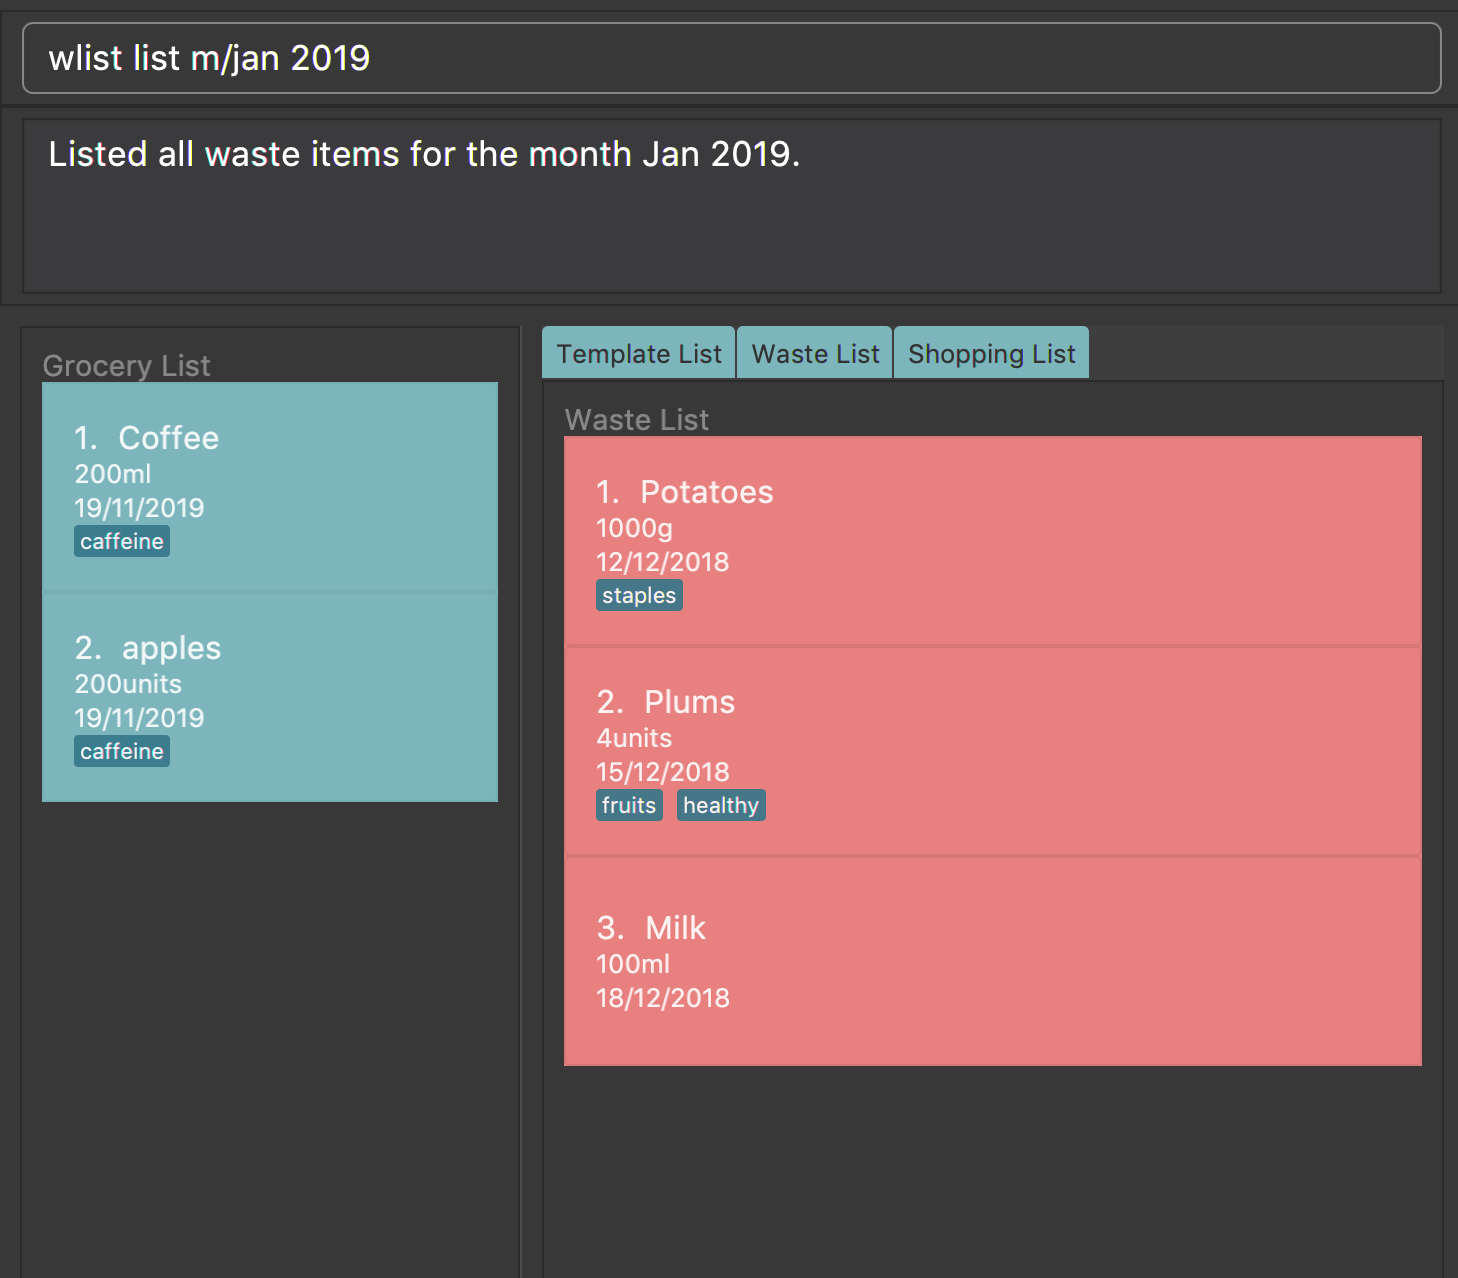 wlist list m/jan 2019
Listed all waste items for the month Jan 2019.
Grocery List
1. Coffee
200ml
19/11/2019
caffeine
2. apples
200units
19/11/2019
caffeine
Template List Waste List Shopping List
Waste List
1. Potatoes
1000g
12/12/2018
staples
2. Plums
4units
15/12/2018
fruits healthy
3. Milk
100ml
18/12/2018